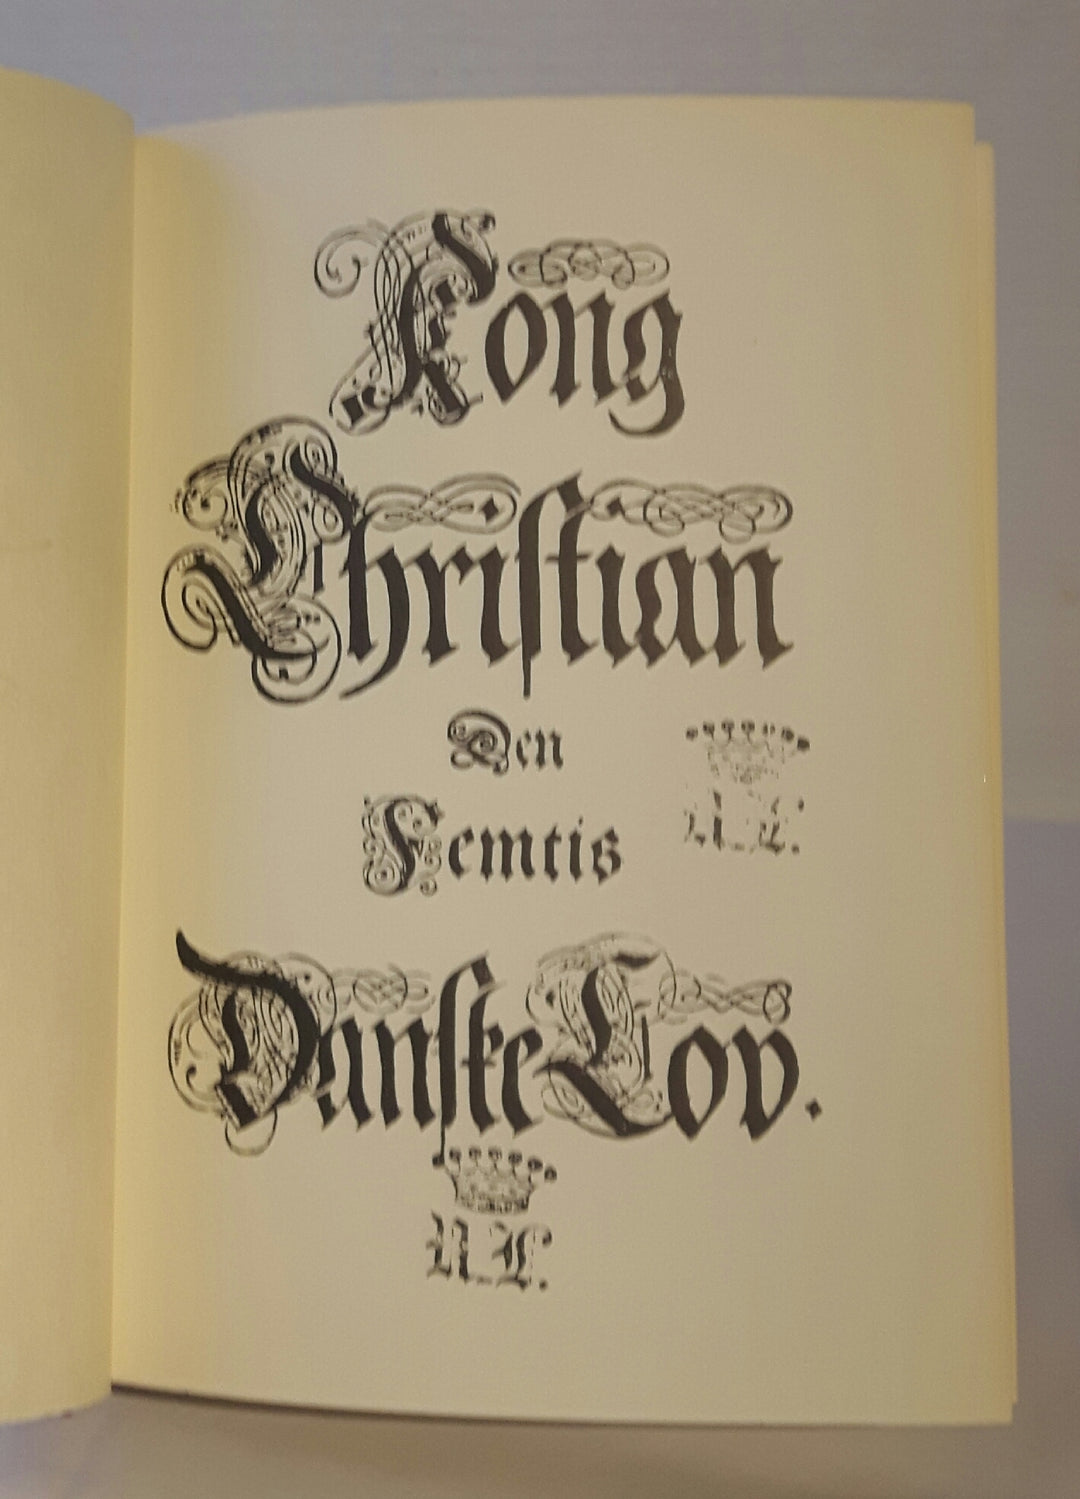 Kong
Chriſtian
Den
Femtis
Danſke Lov.